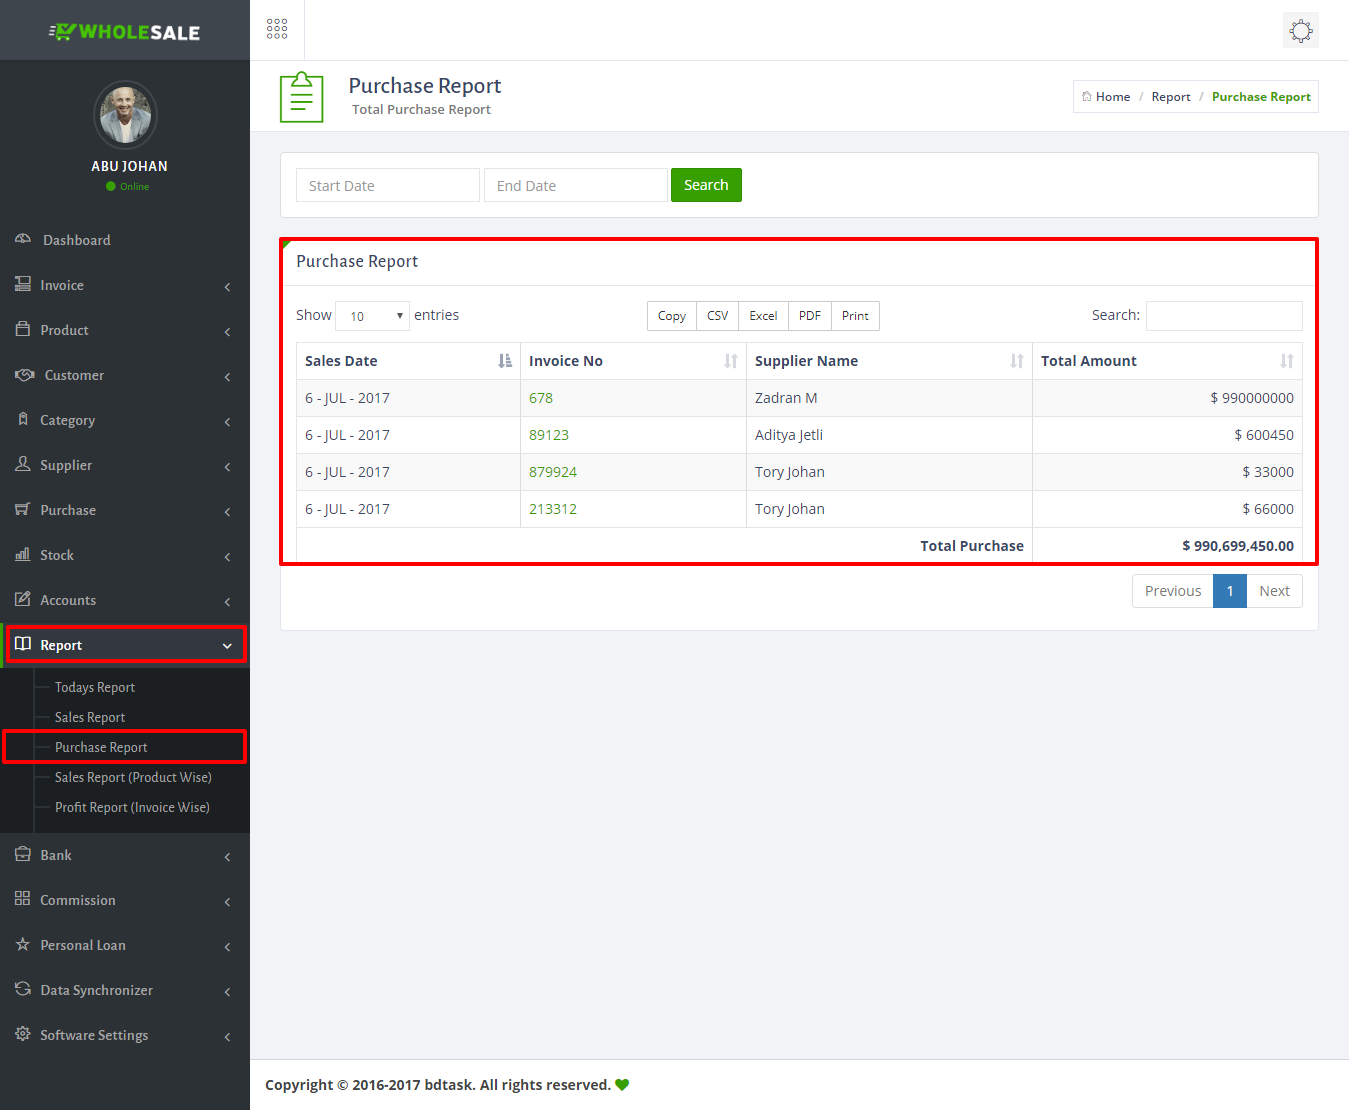 WHOLESALE
ABU JOHAN
Online
Dashboard
Invoice
Product
Customer
Category
Supplier
Purchase
Stock
Accounts
Report
Todays Report
Sales Report
Purchase Report
Sales Report (Product Wise)
Profit Report (Invoice Wise)
Bank
Commission
Personal Loan
Data Synchronizer
Software Settings
Purchase Report
Total Purchase Report
Home / Report / Purchase Report
Start Date End Date Search
Purchase Report
Show 10 entries Copy CSV Excel PDF Print Search:
Sales Date Invoice No Supplier Name Total Amount
6 - JUL - 2017 678 Zadran M $ 990000000
6 - JUL - 2017 89123 Aditya Jetli $ 600450
6 - JUL - 2017 879924 Tory Johan $ 33000
6 - JUL - 2017 213312 Tory Johan $ 66000
Total Purchase $ 990,699,450.00
Previous 1 Next
Copyright © 2016-2017 bdtask. All rights reserved.